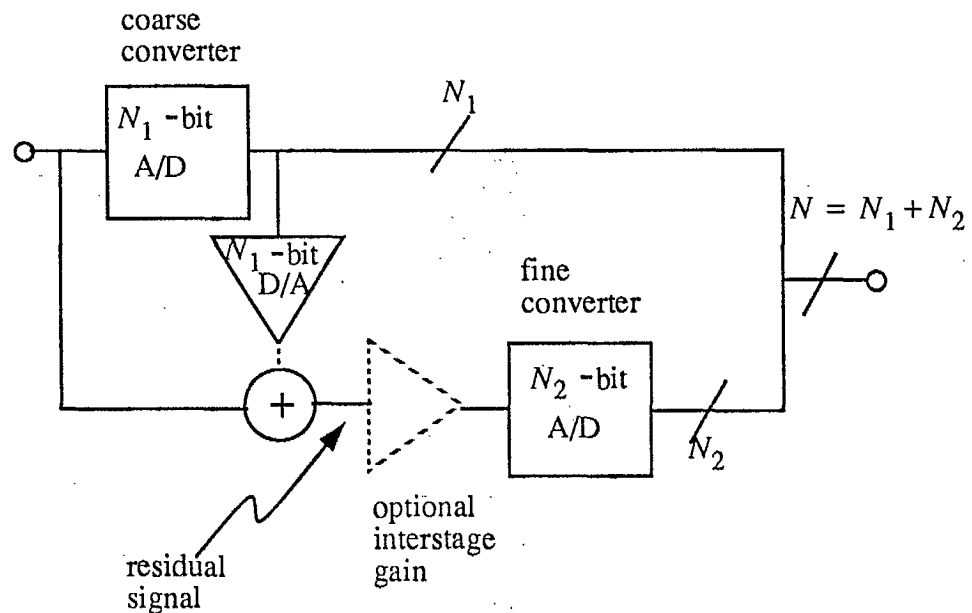 coarse
converter
N₁ -bit
A/D
N₁
N₁ -bit
D/A
N = N₁ + N₂
fine
converter
+
N₂ -bit
A/D
N₂
optional
interstage
gain
residual
signal